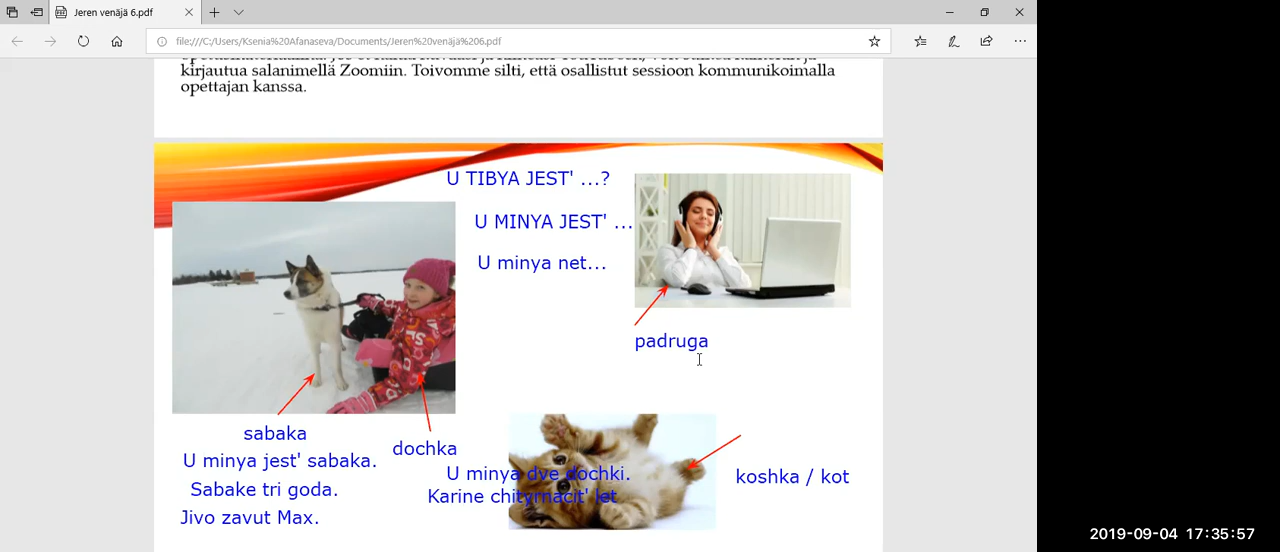 Jeren venäjä 6.pdf
file:///C:/Users/Ksenia%20Afanaseva/Documents/Jeren%20venäjä%206.pdf
kirjautua salanimellä Zoomiin. Toivomme silti, että osallistut sessioon kommunikoimalla
opettajan kanssa.
U TIBYA JEST' ...?
U MINYA JEST' ...
U minya net...
padruga
sabaka
dochka
U minya jest' sabaka.
U minya dve dochki.
koshka / kot
Sabake tri goda.
Karine chityrnacit' let
Jivo zavut Max.
2019-09-04 17:35:57